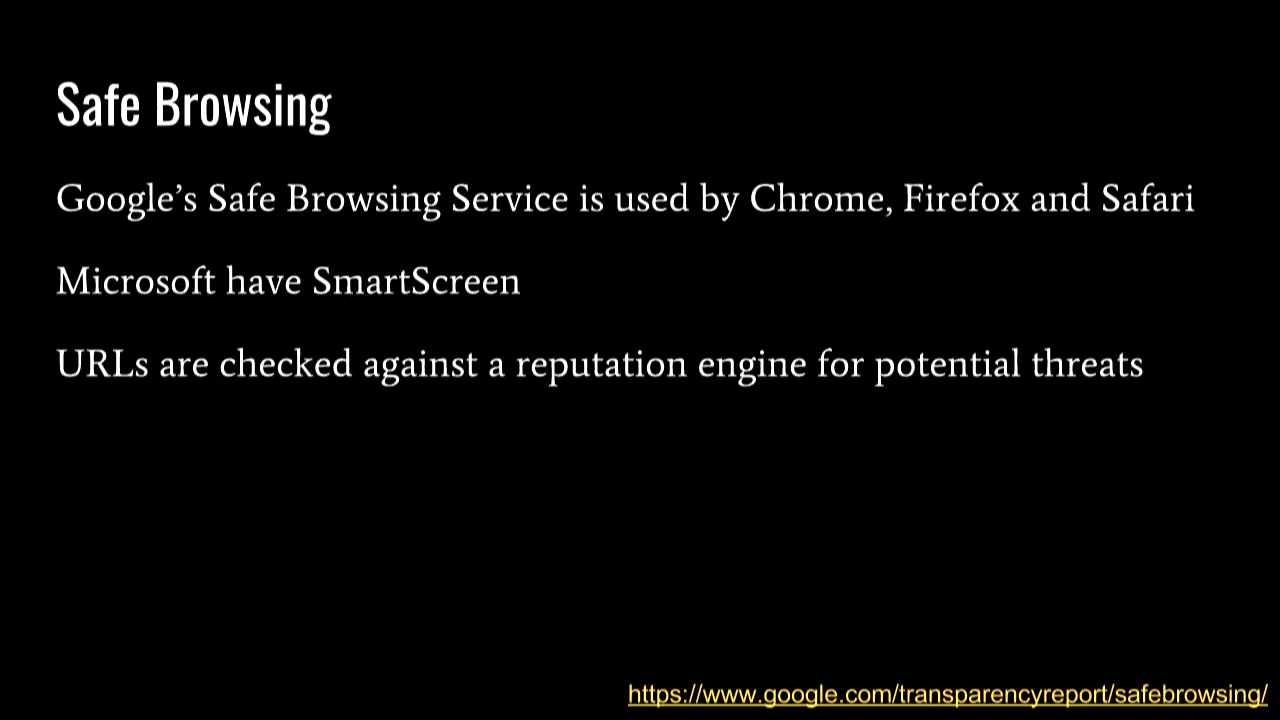 Safe Browsing
Google’s Safe Browsing Service is used by Chrome, Firefox and Safari
Microsoft have SmartScreen
URLs are checked against a reputation engine for potential threats
https://www.google.com/transparencyreport/safebrowsing/